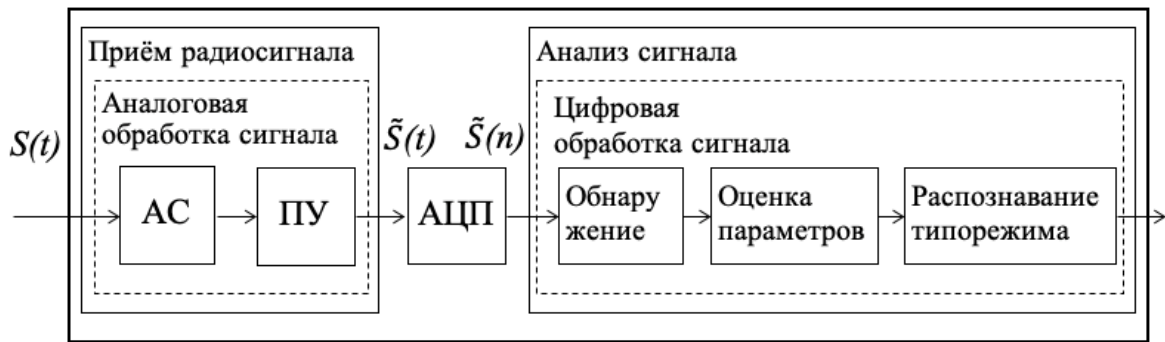 Приём радиосигнала
Аналоговая
обработка сигнала
S(t)
АС
ПУ
S̃(t)
АЦП
S̃(n)
Анализ сигнала
Цифровая
обработка сигнала
Обнару
жение
Оценка
параметров
Распознавание
типорежима